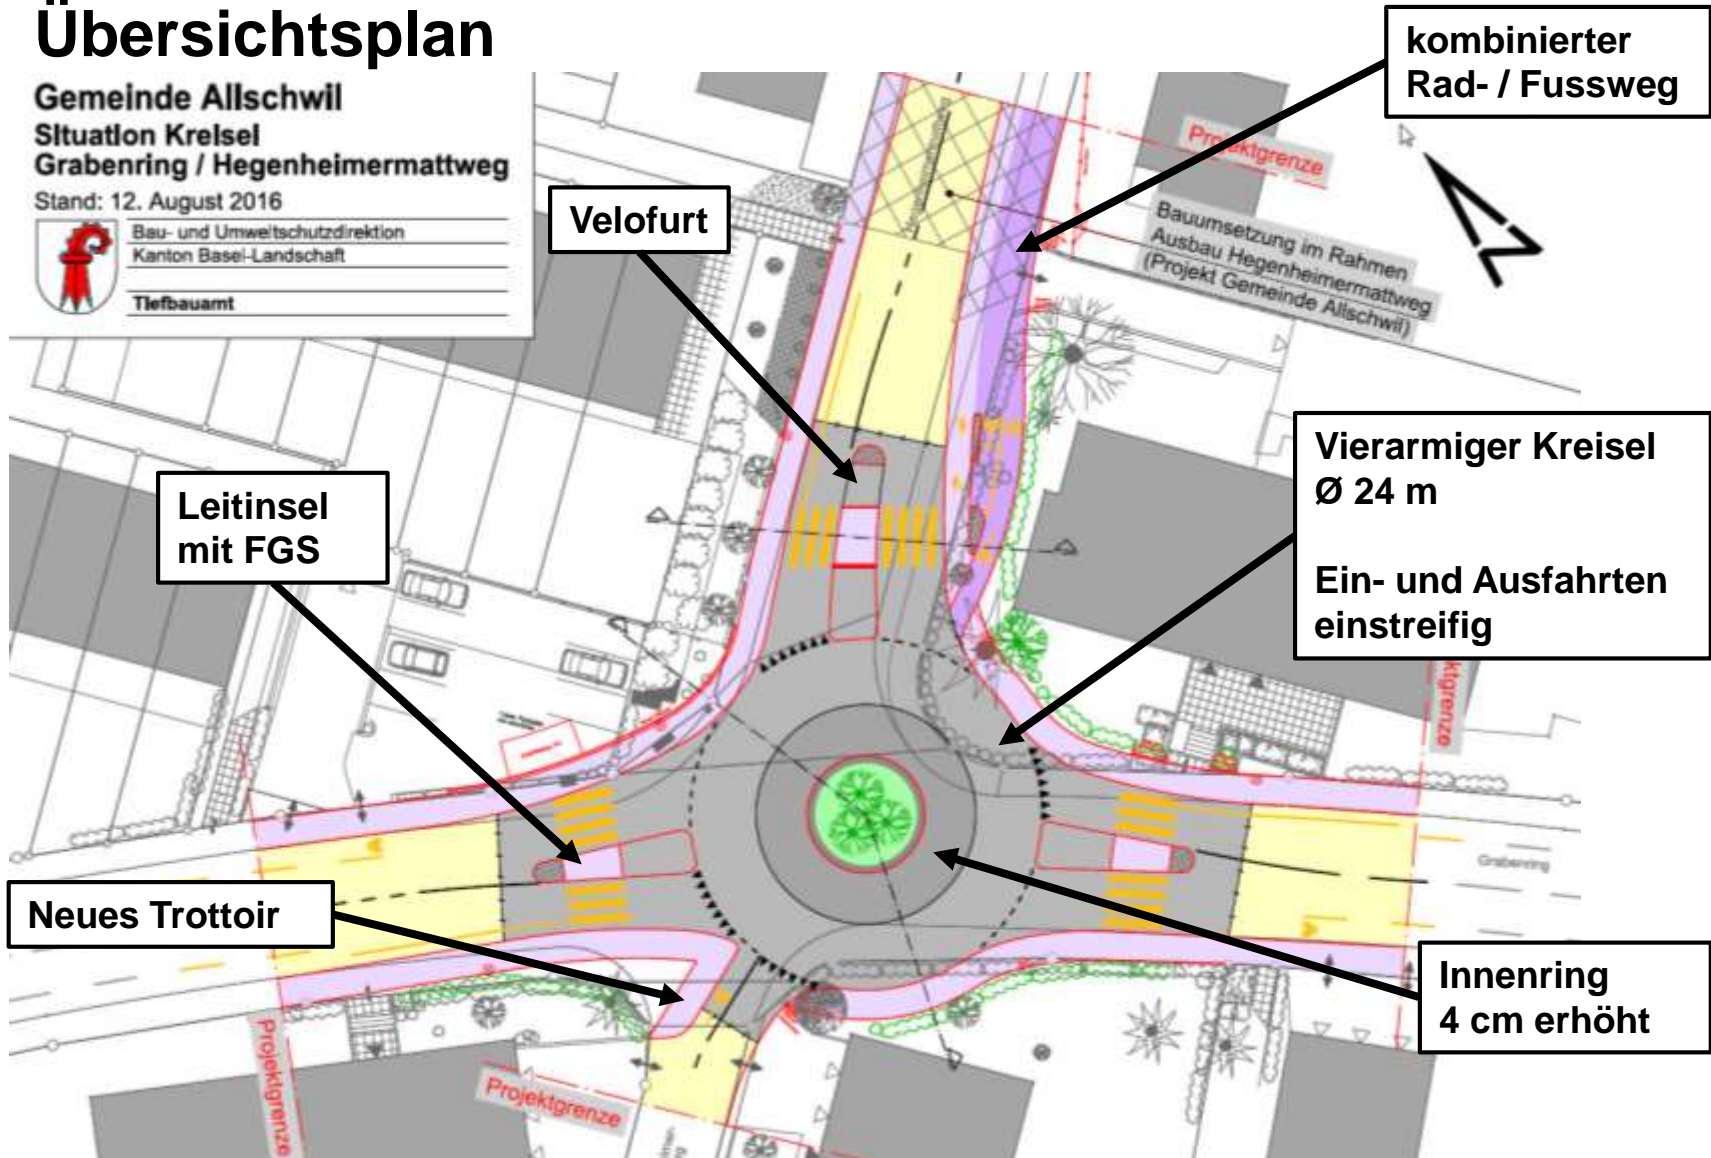 Übersichtsplan
Gemeinde Allschwil
Situation Kreisel
Grabenring / Hegenheimermattweg
Stand: 12. August 2016
Bau- und Umweltschutzdirektion
Kanton Basel-Landschaft
Tiefbauamt
kombinierter
Rad- / Fussweg
Projektgrenze
Bauumsetzung im Rahmen
Ausbau Hegenheimermattweg
(Projekt Gemeinde Allschwil)
Velofurt
Vierarmiger Kreisel
Ø 24 m
Ein- und Ausfahrten
einstreifig
Leitinsel
mit FGS
ktgrenze
Grabenring
Neues Trottoir
Innenring
4 cm erhöht
Projektgrenze
Projektgrenze